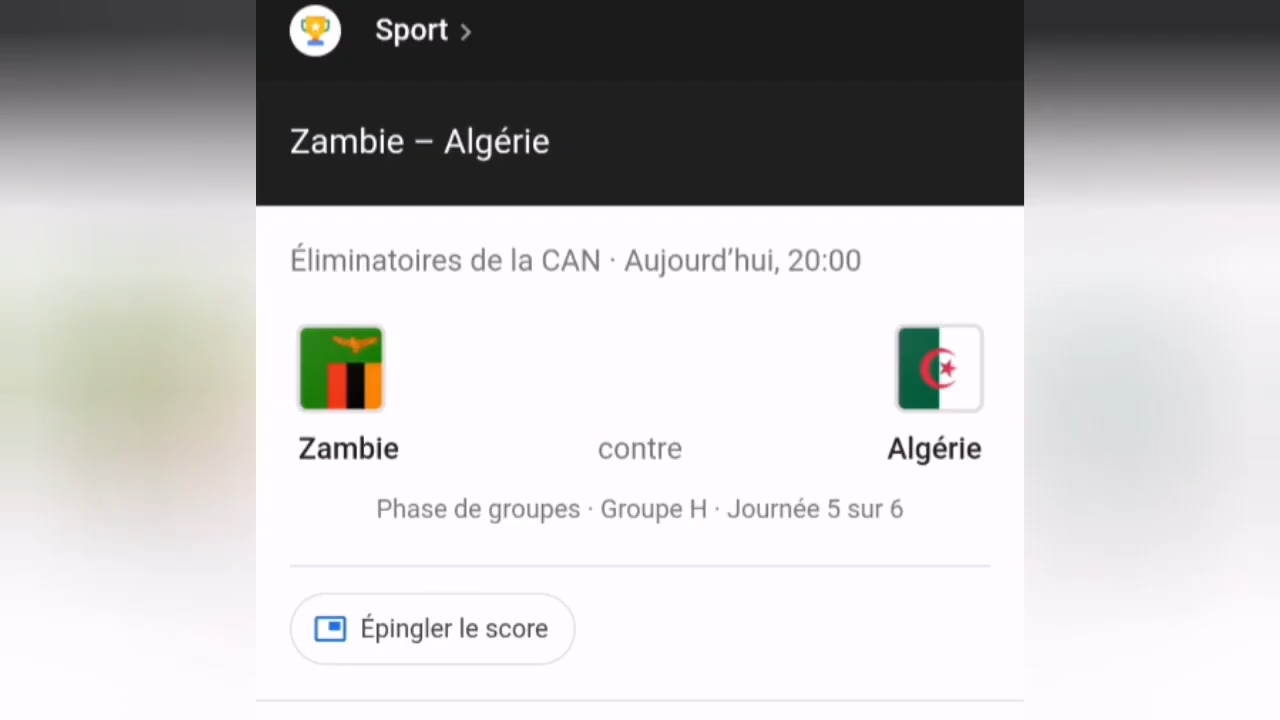 Sport
Zambie – Algérie
Éliminatoires de la CAN · Aujourd’hui, 20:00
Zambie contre Algérie
Phase de groupes · Groupe H · Journée 5 sur 6
Épingler le score